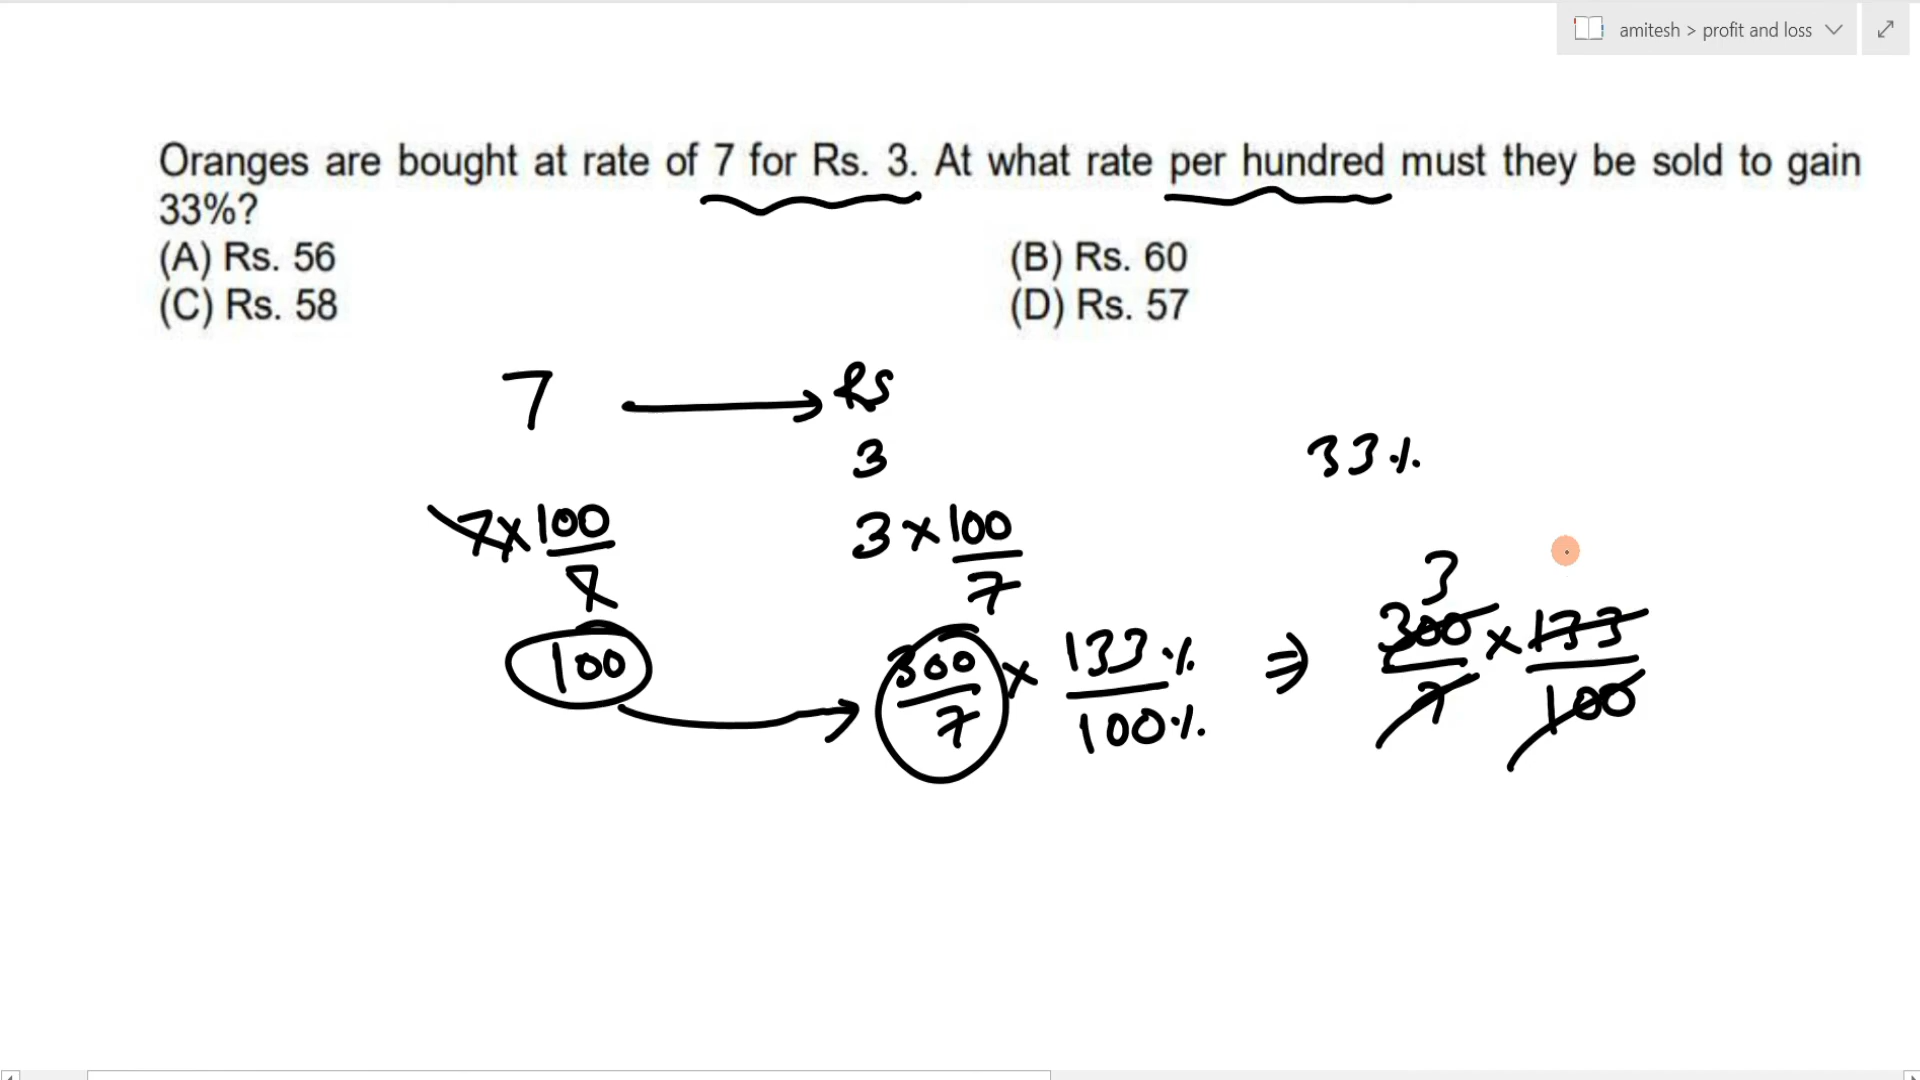 amitesh > profit and loss
Oranges are bought at rate of 7 for Rs. 3. At what rate per hundred must they be sold to gain
33%?
(A) Rs. 56 (B) Rs. 60
(C) Rs. 58 (D) Rs. 57
7 → RS
3
33%
7 x 100/7 3 x 100/7
100 → 300/7 x 133%/100% ⇒ 300/7 x 133/100
3